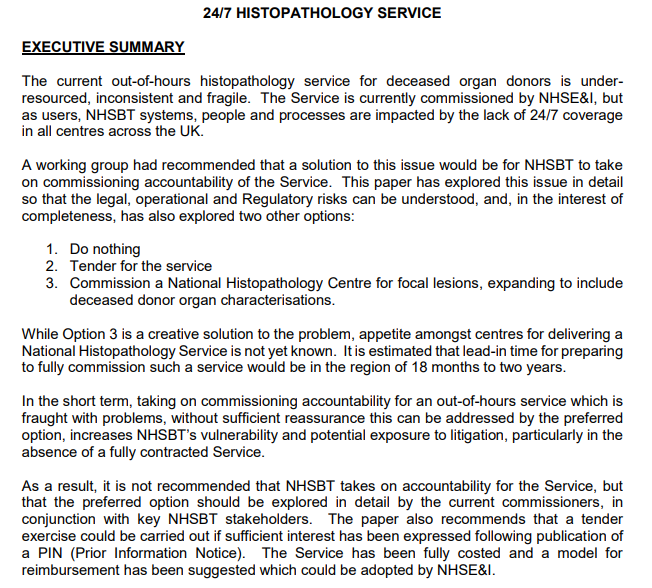 24/7 HISTOPATHOLOGY SERVICE
EXECUTIVE SUMMARY
The current out-of-hours histopathology service for deceased organ donors is under-
resourced, inconsistent and fragile. The Service is currently commissioned by NHSE&I, but
as users, NHSBT systems, people and processes are impacted by the lack of 24/7 coverage
in all centres across the UK.
A working group had recommended that a solution to this issue would be for NHSBT to take
on commissioning accountability of the Service. This paper has explored this issue in detail
so that the legal, operational and Regulatory risks can be understood, and, in the interest of
completeness, has also explored two other options:
1. Do nothing
2. Tender for the service
3. Commission a National Histopathology Centre for focal lesions, expanding to include
deceased donor organ characterisations.
While Option 3 is a creative solution to the problem, appetite amongst centres for delivering a
National Histopathology Service is not yet known. It is estimated that lead-in time for preparing
to fully commission such a service would be in the region of 18 months to two years.
In the short term, taking on commissioning accountability for an out-of-hours service which is
fraught with problems, without sufficient reassurance this can be addressed by the preferred
option, increases NHSBT's vulnerability and potential exposure to litigation, particularly in the
absence of a fully contracted Service.
As a result, it is not recommended that NHSBT takes on accountability for the Service, but
that the preferred option should be explored in detail by the current commissioners, in
conjunction with key NHSBT stakeholders. The paper also recommends that a tender
exercise could be carried out if sufficient interest has been expressed following publication of
a PIN (Prior Information Notice). The Service has been fully costed and a model for
reimbursement has been suggested which could be adopted by NHSE&I.